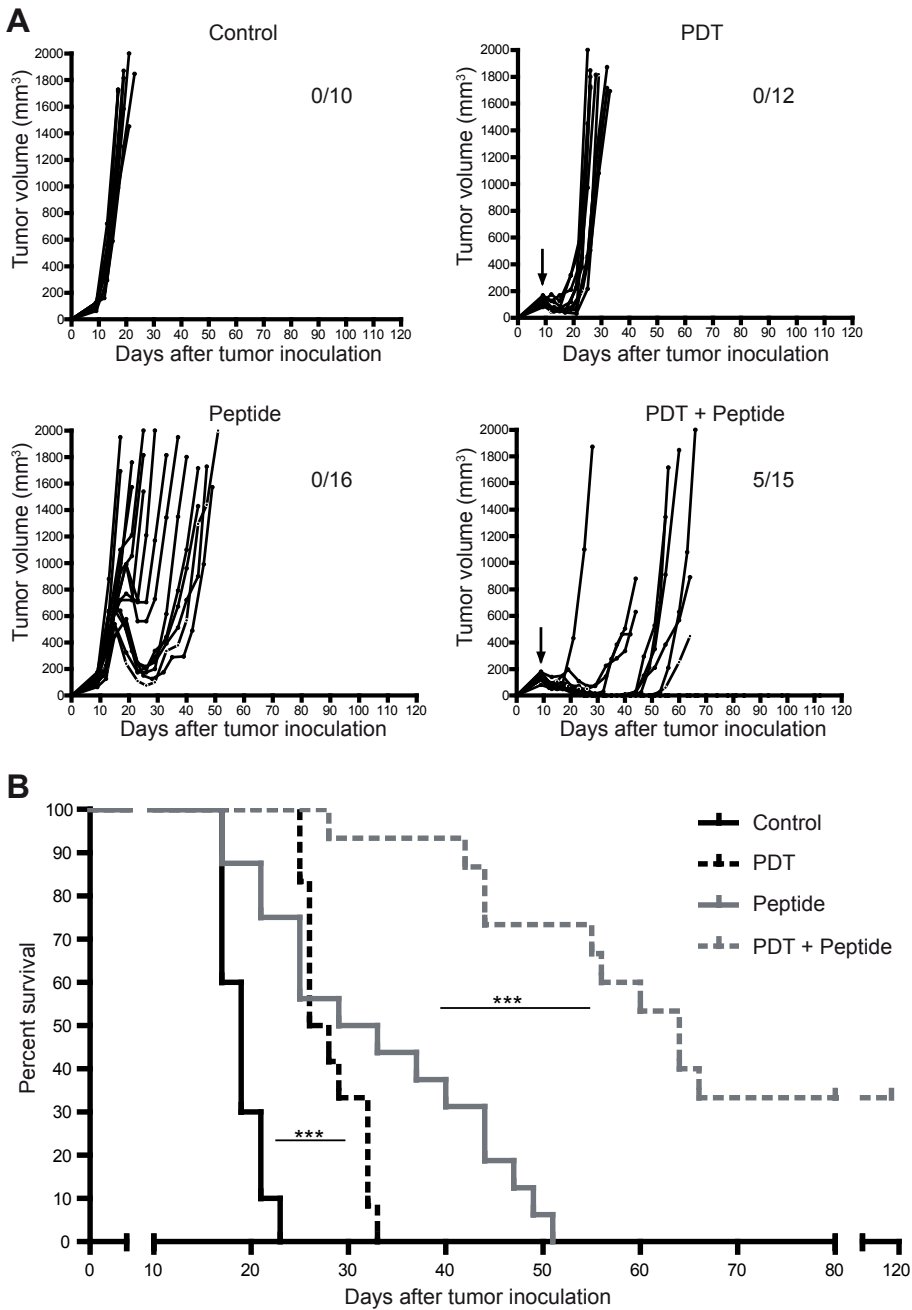 A
Control
PDT
Tumor volume (mm³)
2000
1800
1600
1400
1200
1000
800
600
400
200
0
0/10
0 10 20 30 40 50 60 70 80 90 100 110 120
Days after tumor inoculation
Tumor volume (mm³)
2000
1800
1600
1400
1200
1000
800
600
400
200
0
0/12
0 10 20 30 40 50 60 70 80 90 100 110 120
Days after tumor inoculation
Peptide
PDT + Peptide
Tumor volume (mm³)
2000
1800
1600
1400
1200
1000
800
600
400
200
0
0/16
0 10 20 30 40 50 60 70 80 90 100 110 120
Days after tumor inoculation
Tumor volume (mm³)
2000
1800
1600
1400
1200
1000
800
600
400
200
0
5/15
0 10 20 30 40 50 60 70 80 90 100 110 120
Days after tumor inoculation
B
Percent survival
100
90
80
70
60
50
40
30
20
10
0
Control
PDT
Peptide
PDT + Peptide
***
***
0 10 20 30 40 50 60 70 80 120
Days after tumor inoculation